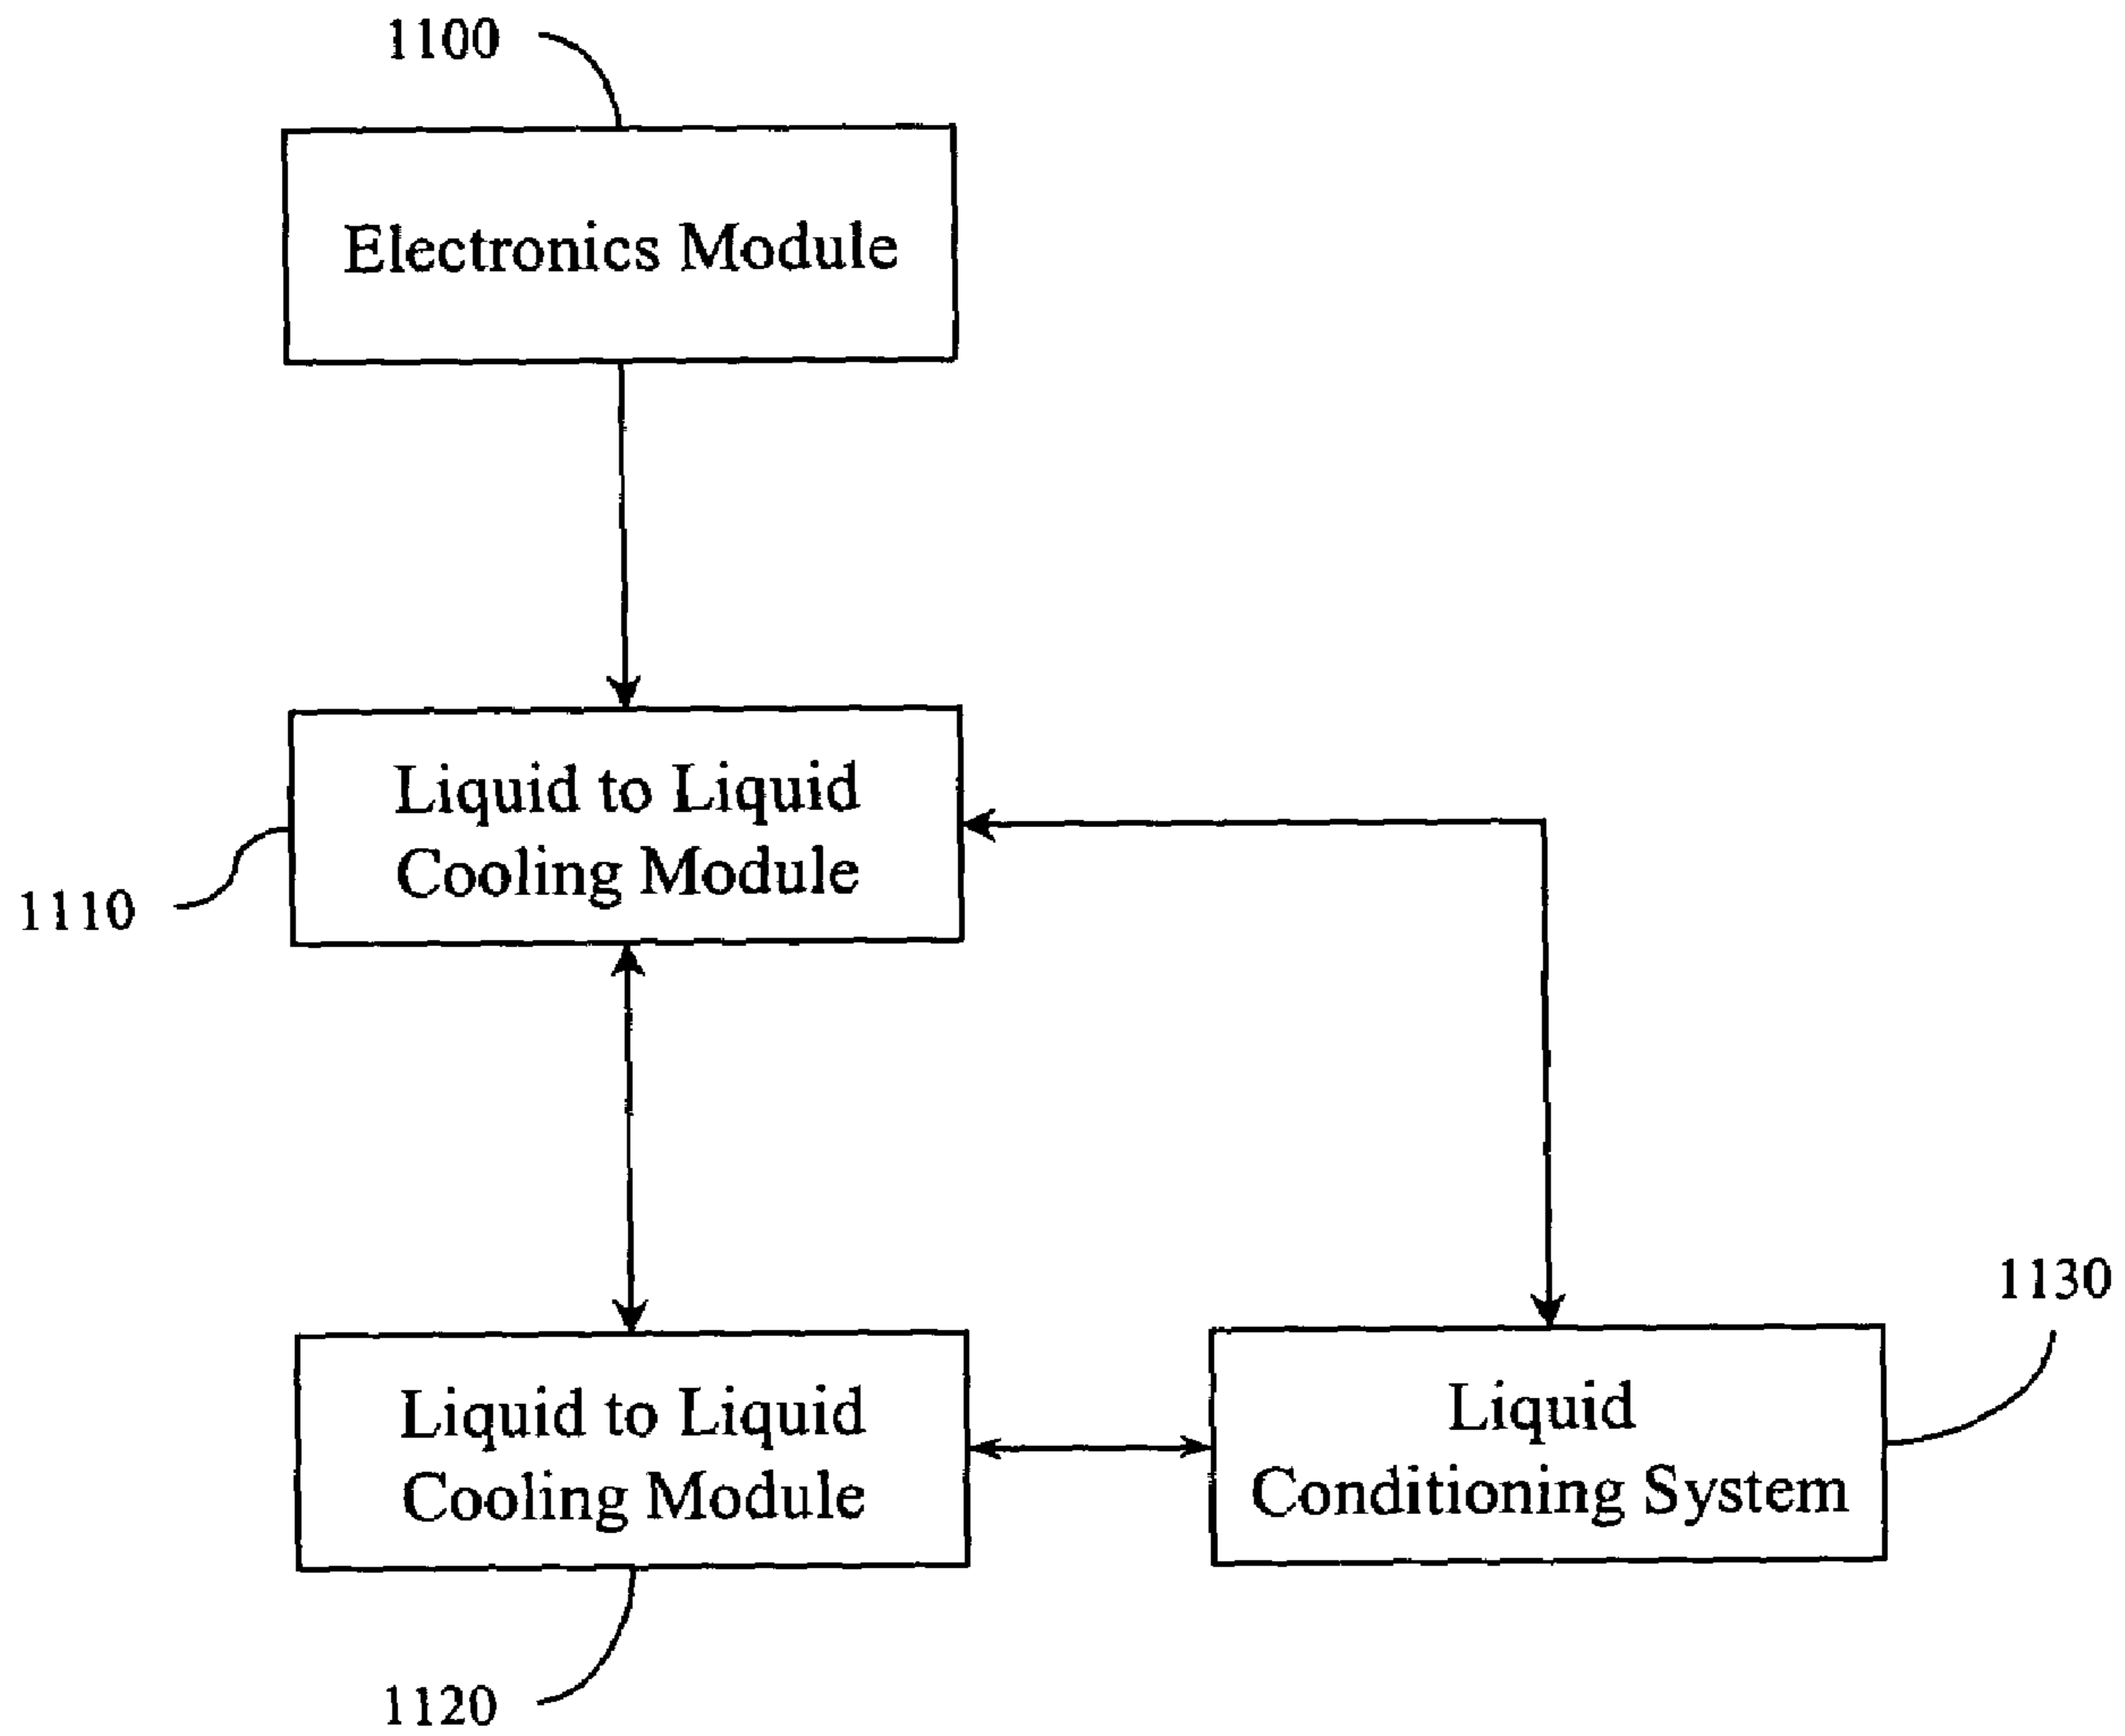 1100
Electronics Module
Liquid to Liquid
Cooling Module
1110
1130
Liquid to Liquid
Cooling Module
Liquid
Conditioning System
1120